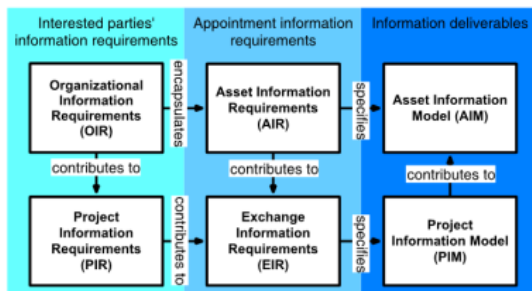 Interested parties'
information requirements
Appointment information
requirements
Information deliverables
Organizational
Information
Requirements
(OIR)
encapsulates
Asset Information
Requirements
(AIR)
specifies
Asset Information
Model (AIM)
contributes to
contributes to
contributes to
Project
Information
Requirements
(PIR)
contributes
to
Exchange
Information
Requirements
(EIR)
specifies
Project
Information Model
(PIM)